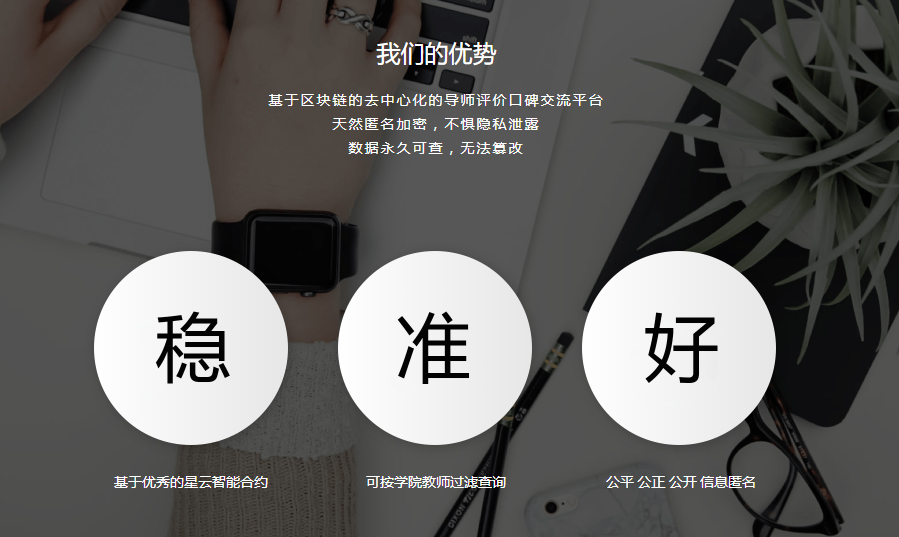 我们的优势
基于区块链的去中心化的导师评价口碑交流平台
天然匿名加密，不惧隐私泄露
数据永久可查，无法篡改
稳
准
好
基于优秀的星云智能合约
可按学院教师过滤查询
公平 公正 公开 信息匿名